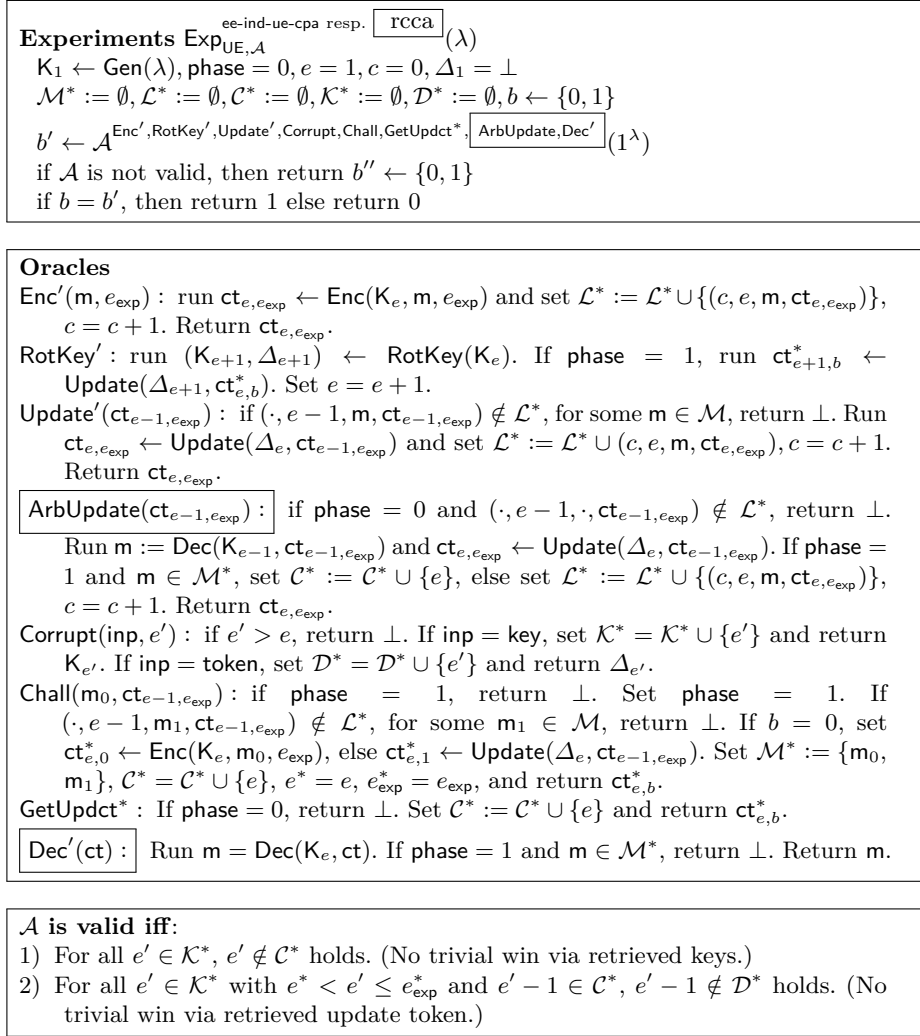 Experiments Exp^{ee-ind-ue-cpa resp. rcca}_{UE,𝒜}(λ)
K₁ ← Gen(λ), phase = 0, e = 1, c = 0, Δ₁ = ⊥
ℳ* := ∅, ℒ* := ∅, 𝒞* := ∅, 𝒦* := ∅, 𝒟* := ∅, b ← {0, 1}
b′ ← 𝒜^{Enc′,RotKey′,Update′,Corrupt,Chall,GetUpdct*, ArbUpdate,Dec′}(1^λ)
if 𝒜 is not valid, then return b″ ← {0, 1}
if b = b′, then return 1 else return 0
Oracles
Enc′(m, e_exp) : run ct_{e,e_exp} ← Enc(K_e, m, e_exp) and set ℒ* := ℒ* ∪ {(c, e, m, ct_{e,e_exp})},
c = c + 1. Return ct_{e,e_exp}.
RotKey′ : run (K_{e+1}, Δ_{e+1}) ← RotKey(K_e). If phase = 1, run ct*_{e+1,b} ←
Update(Δ_{e+1}, ct*_{e,b}). Set e = e + 1.
Update′(ct_{e−1,e_exp}) : if (·, e − 1, m, ct_{e−1,e_exp}) ∉ ℒ*, for some m ∈ ℳ, return ⊥. Run
ct_{e,e_exp} ← Update(Δ_e, ct_{e−1,e_exp}) and set ℒ* := ℒ* ∪ (c, e, m, ct_{e,e_exp}), c = c + 1.
Return ct_{e,e_exp}.
ArbUpdate(ct_{e−1,e_exp}) : if phase = 0 and (·, e − 1, ·, ct_{e−1,e_exp}) ∉ ℒ*, return ⊥.
Run m := Dec(K_{e−1}, ct_{e−1,e_exp}) and ct_{e,e_exp} ← Update(Δ_e, ct_{e−1,e_exp}). If phase =
1 and m ∈ ℳ*, set 𝒞* := 𝒞* ∪ {e}, else set ℒ* := ℒ* ∪ {(c, e, m, ct_{e,e_exp})},
c = c + 1. Return ct_{e,e_exp}.
Corrupt(inp, e′) : if e′ > e, return ⊥. If inp = key, set 𝒦* = 𝒦* ∪ {e′} and return
K_{e′}. If inp = token, set 𝒟* = 𝒟* ∪ {e′} and return Δ_{e′}.
Chall(m₀, ct_{e−1,e_exp}) : if phase = 1, return ⊥. Set phase = 1. If
(·, e − 1, m₁, ct_{e−1,e_exp}) ∉ ℒ*, for some m₁ ∈ ℳ, return ⊥. If b = 0, set
ct*_{e,0} ← Enc(K_e, m₀, e_exp), else ct*_{e,1} ← Update(Δ_e, ct_{e−1,e_exp}). Set ℳ* := {m₀,
m₁}, 𝒞* = 𝒞* ∪ {e}, e* = e, e*_exp = e_exp, and return ct*_{e,b}.
GetUpdct* : If phase = 0, return ⊥. Set 𝒞* := 𝒞* ∪ {e} and return ct*_{e,b}.
Dec′(ct) : Run m = Dec(K_e, ct). If phase = 1 and m ∈ ℳ*, return ⊥. Return m.
𝒜 is valid iff:
1) For all e′ ∈ 𝒦*, e′ ∉ 𝒞* holds. (No trivial win via retrieved keys.)
2) For all e′ ∈ 𝒦* with e* < e′ ≤ e*_exp and e′ − 1 ∈ 𝒞*, e′ − 1 ∉ 𝒟* holds. (No
trivial win via retrieved update token.)